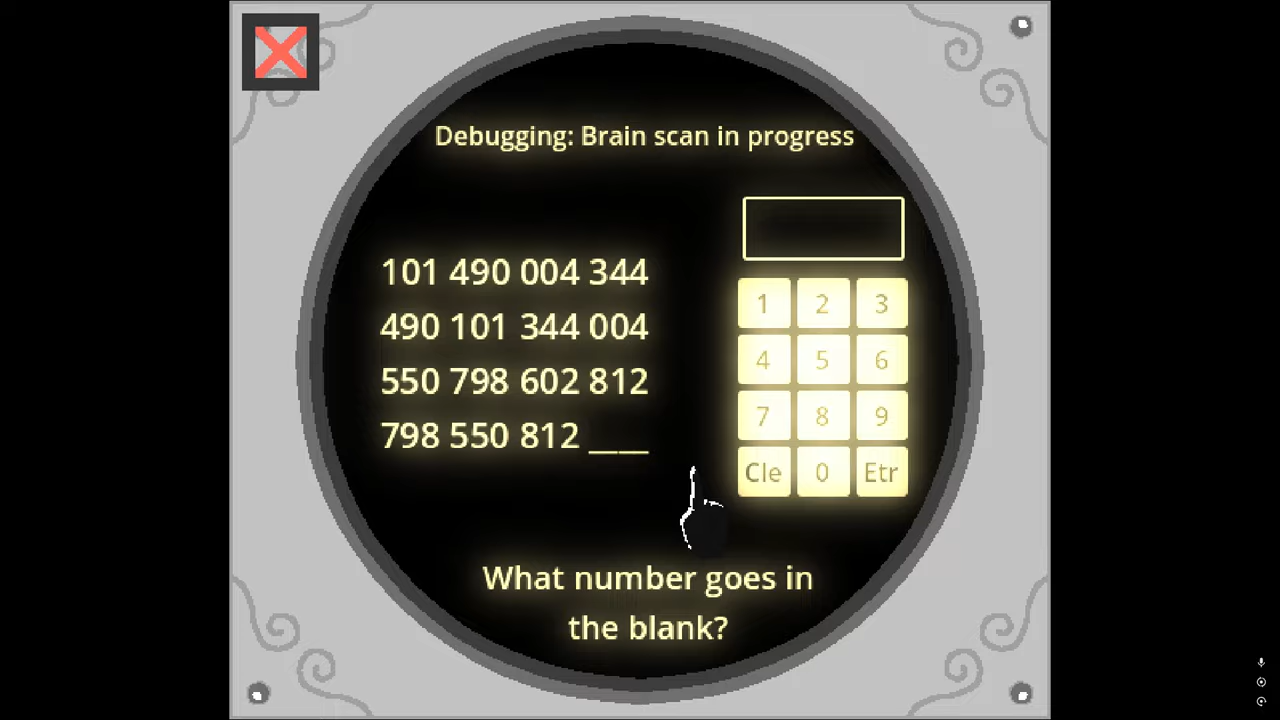 Debugging: Brain scan in progress
101 490 004 344
490 101 344 004
550 798 602 812
798 550 812 ___
1 2 3
4 5 6
7 8 9
Cle 0 Etr
What number goes in
the blank?